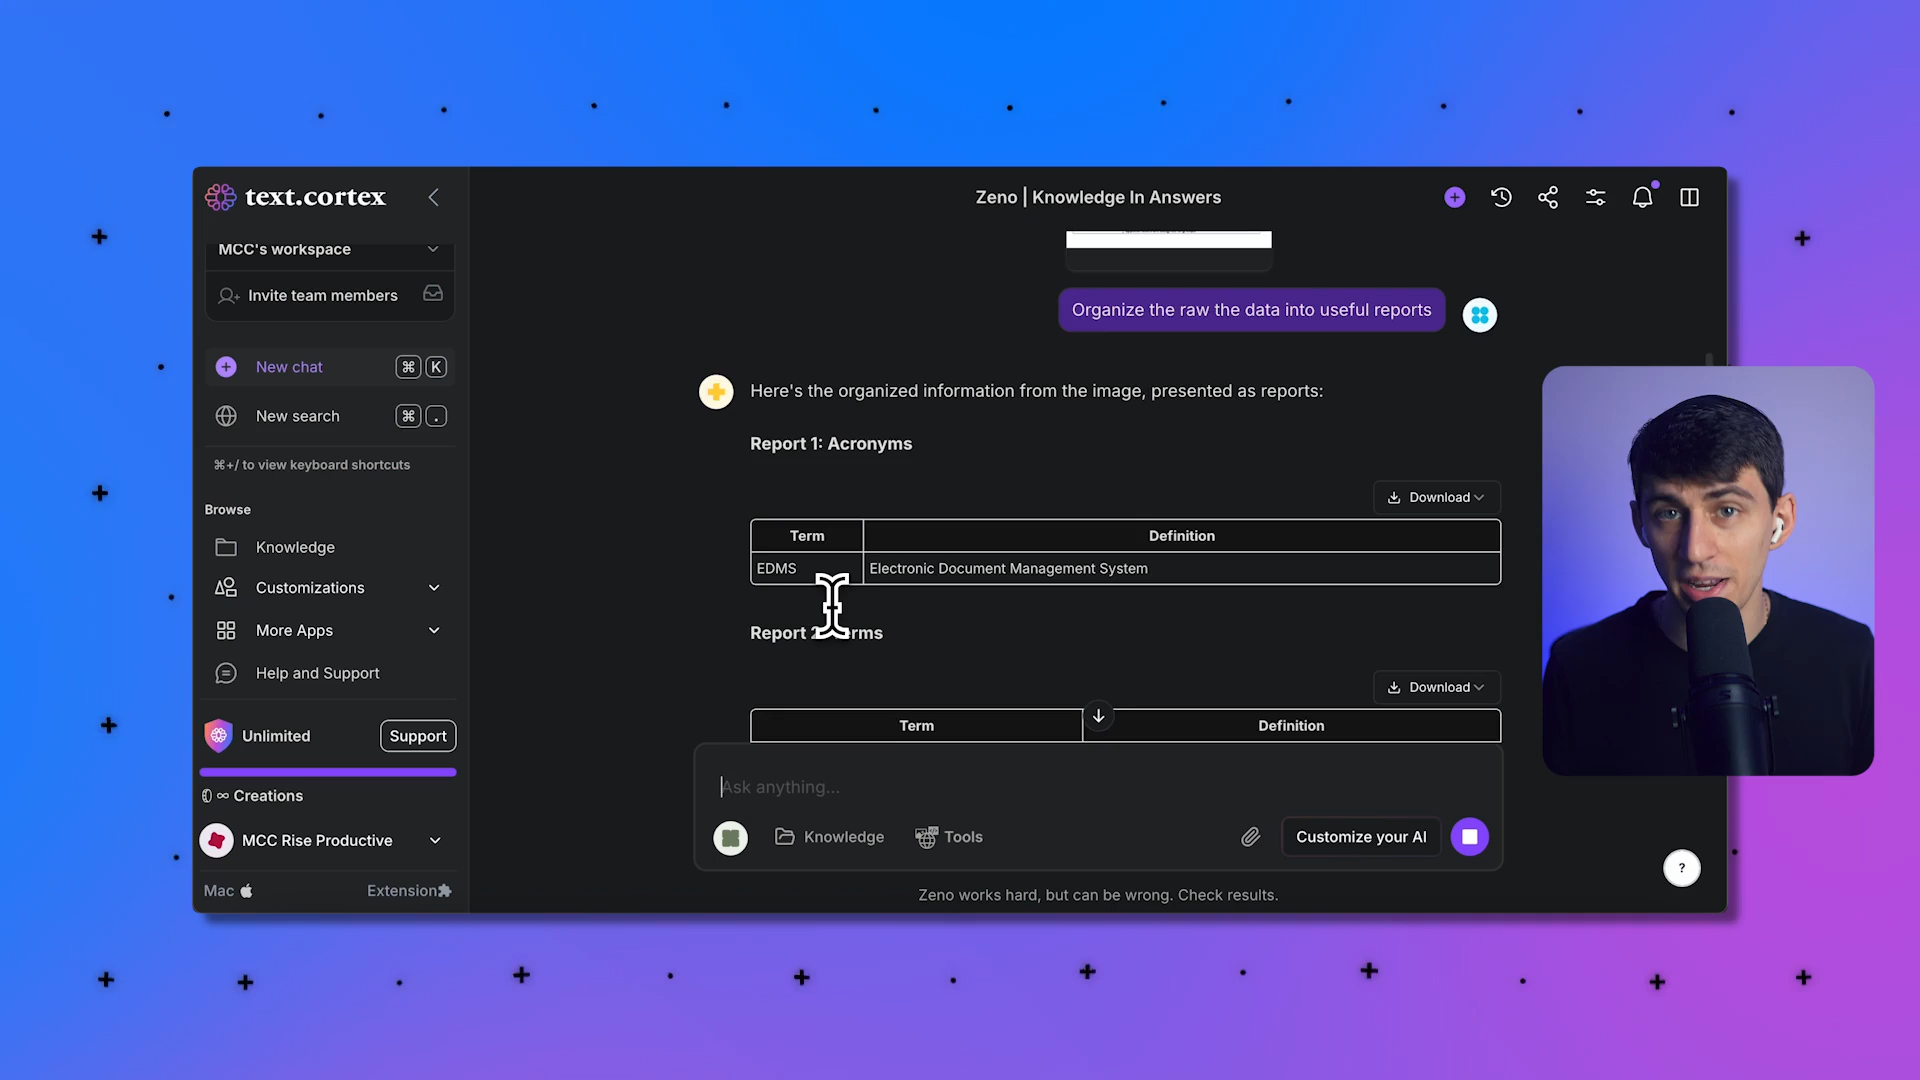 text.cortex
Zeno | Knowledge In Answers
MCC's workspace
Invite team members
Organize the raw the data into useful reports
New chat
⌘ K
New search
⌘ .
⌘+/ to view keyboard shortcuts
Browse
Knowledge
Customizations
More Apps
Help and Support
Unlimited
Support
∞ Creations
MCC Rise Productive
Mac
Extension
Here's the organized information from the image, presented as reports:
Report 1: Acronyms
Download
Term Definition
EDMS Electronic Document Management System
Report
Download
Term Definition
Ask anything...
Knowledge
Tools
Customize your AI
?
Zeno works hard, but can be wrong. Check results.